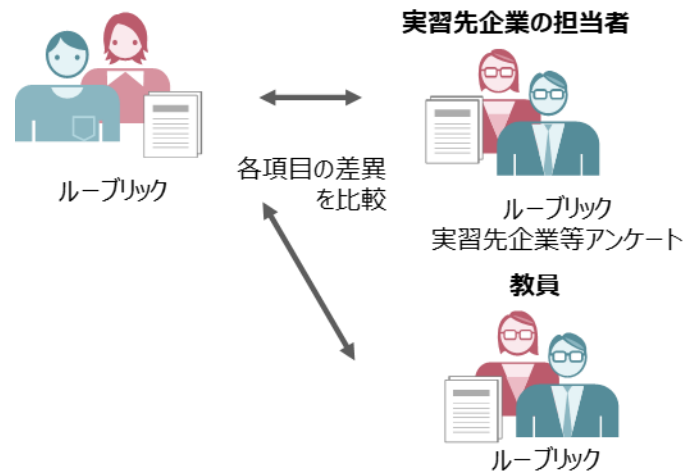 実習先企業の担当者
ルーブリック
各項目の差異
を比較
ルーブリック
実習先企業等アンケート
教員
ルーブリック